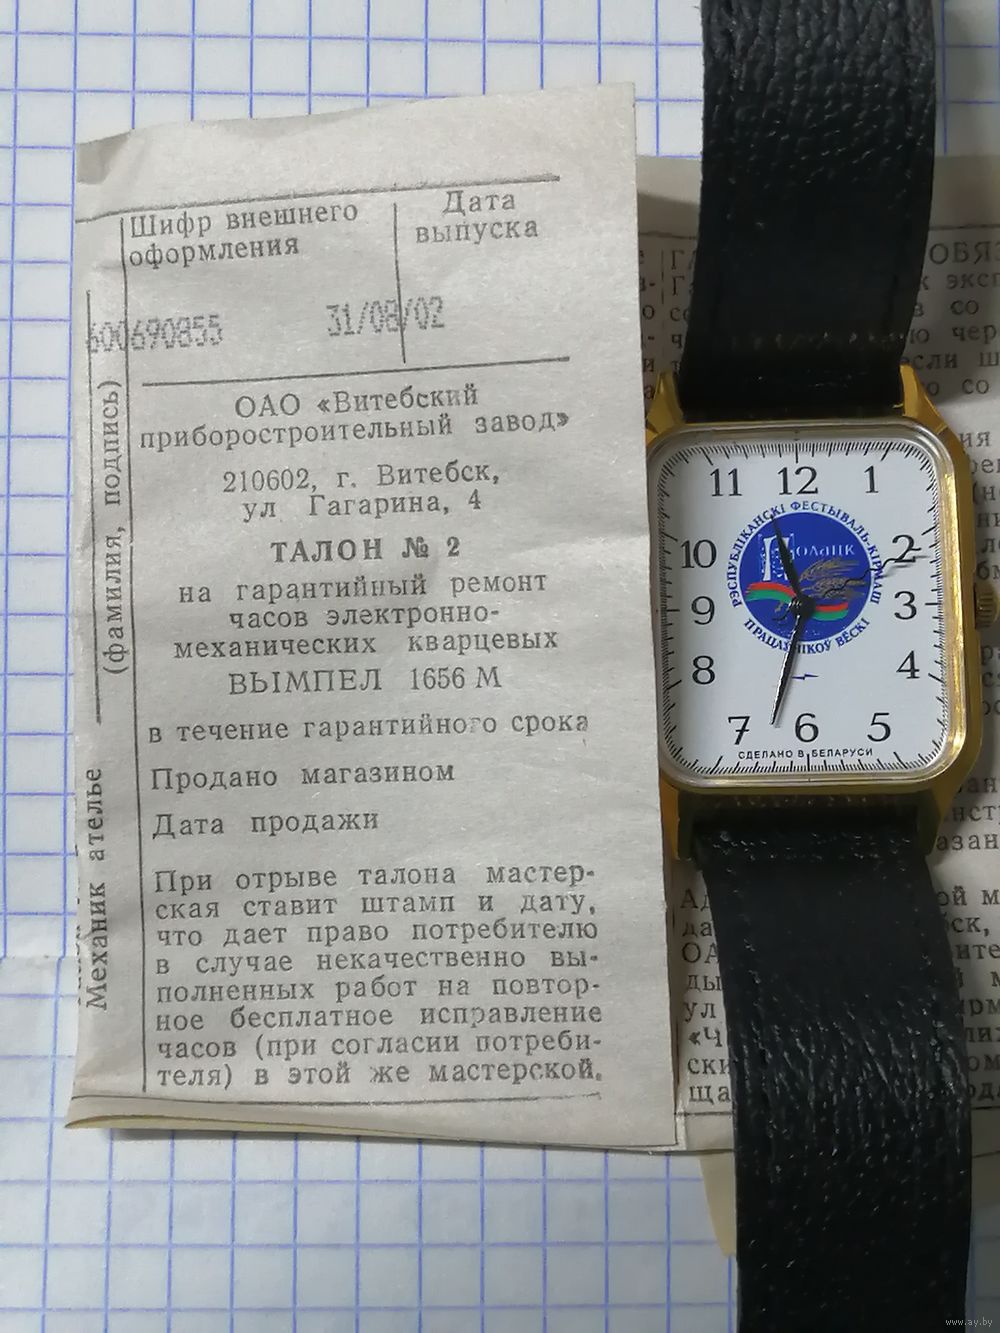 Шифр внешнего
оформления
Дата
выпуска
600690855
31/08/02
ОАО «Витебский
приборостроительный завод»
210602, г. Витебск,
ул Гагарина, 4
ТАЛОН № 2
на гарантийный ремонт
часов электронно-
механических кварцевых
ВЫМПЕЛ 1656 М
в течение гарантийного срока
Продано магазином
Дата продажи
При отрыве талона мастер-
ская ставит штамп и дату,
что дает право потребителю
в случае некачественно вы-
полненных работ на повтор-
ное бесплатное исправление
часов (при согласии потреби-
теля) в этой же мастерской.
Механик ателье
(фамилия, подпись)
11 12 1
10 2
9 3
8 4
7 6 5
РЭСПУБЛІКАНСКІ ФЕСТЫВАЛЬ-КІРМАШ
Полацк
ПРАЦАЎНІКОЎ ВЁСКІ
СДЕЛАНО В БЕЛАРУСИ
www.ay.by